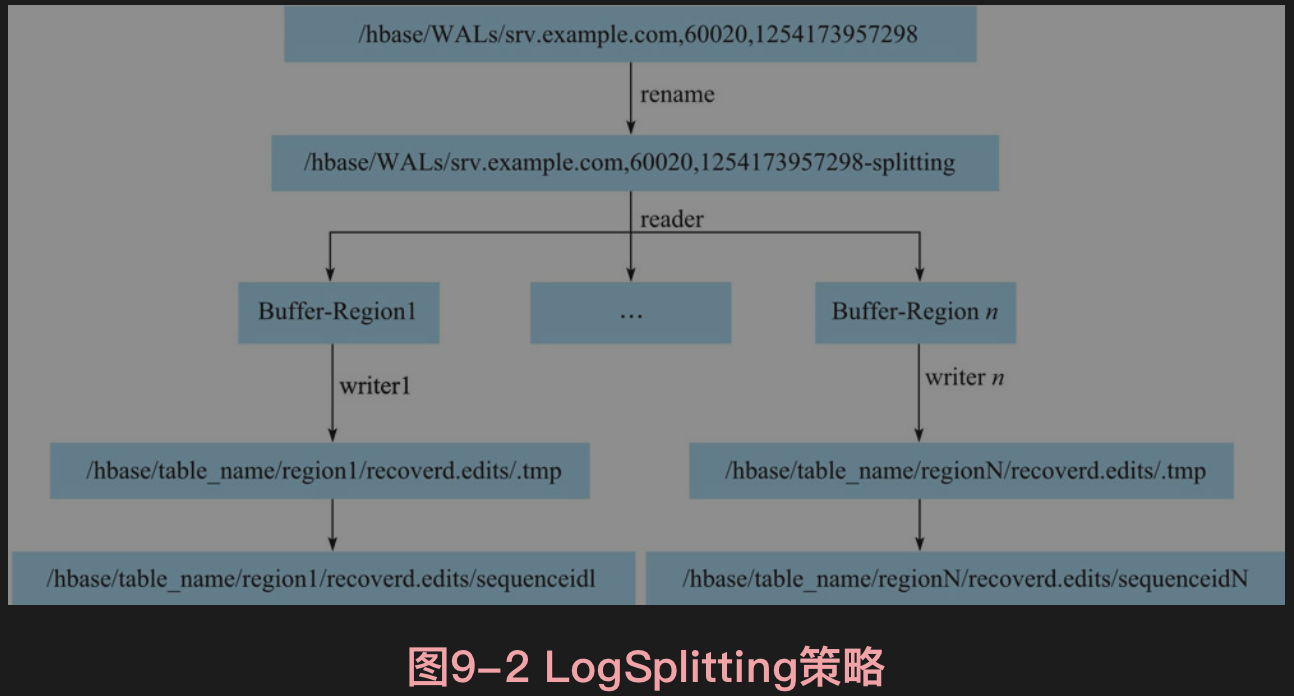 /hbase/WALs/srv.example.com,60020,1254173957298
rename
/hbase/WALs/srv.example.com,60020,1254173957298-splitting
reader
Buffer-Region1
…
Buffer-Region n
writer1
writer n
/hbase/table_name/region1/recoverd.edits/.tmp
/hbase/table_name/regionN/recoverd.edits/.tmp
/hbase/table_name/region1/recoverd.edits/sequenceidl
/hbase/table_name/regionN/recoverd.edits/sequenceidN
图9-2 LogSplitting策略